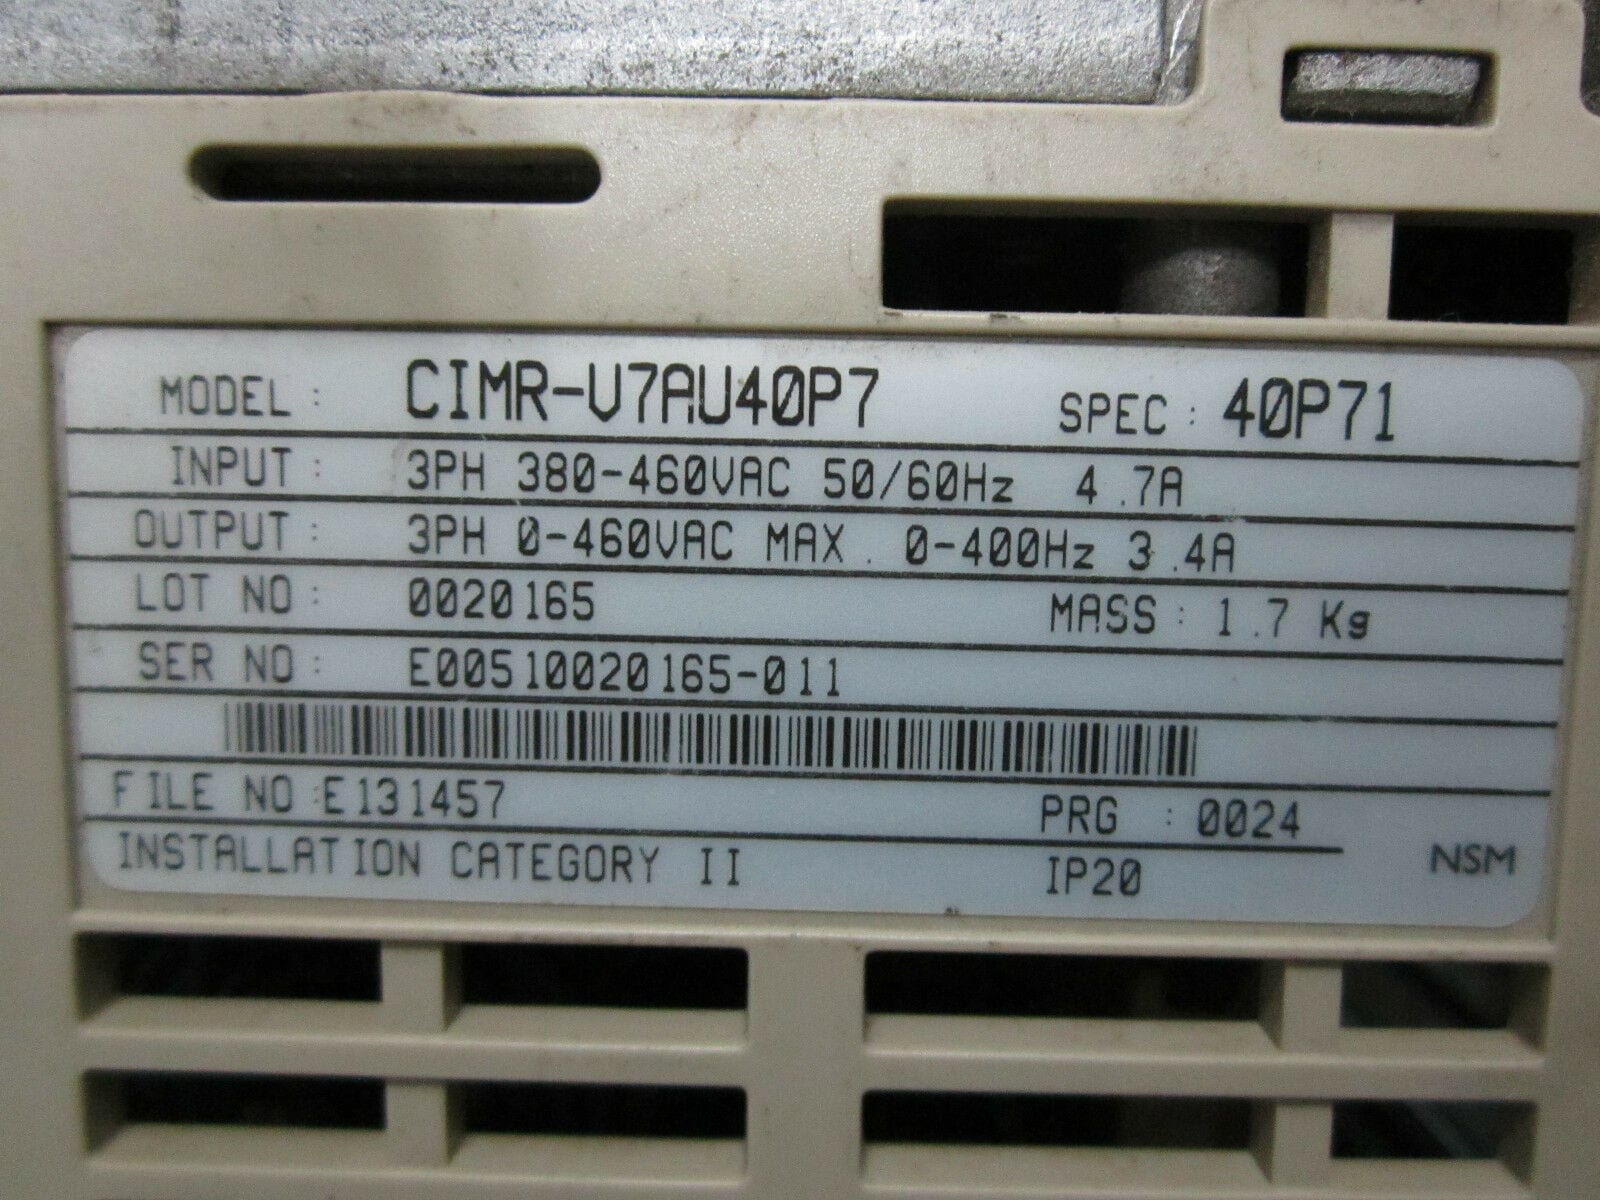 MODEL : CIMR-V7AU40P7 SPEC : 40P71
INPUT : 3PH 380-460VAC 50/60Hz 4.7A
OUTPUT : 3PH 0-460VAC MAX. 0-400Hz 3.4A
LOT NO : 0020165 MASS : 1.7 Kg
SER NO : E00510020165-011
FILE NO :E131457 PRG : 0024
INSTALLATION CATEGORY II IP20 NSM